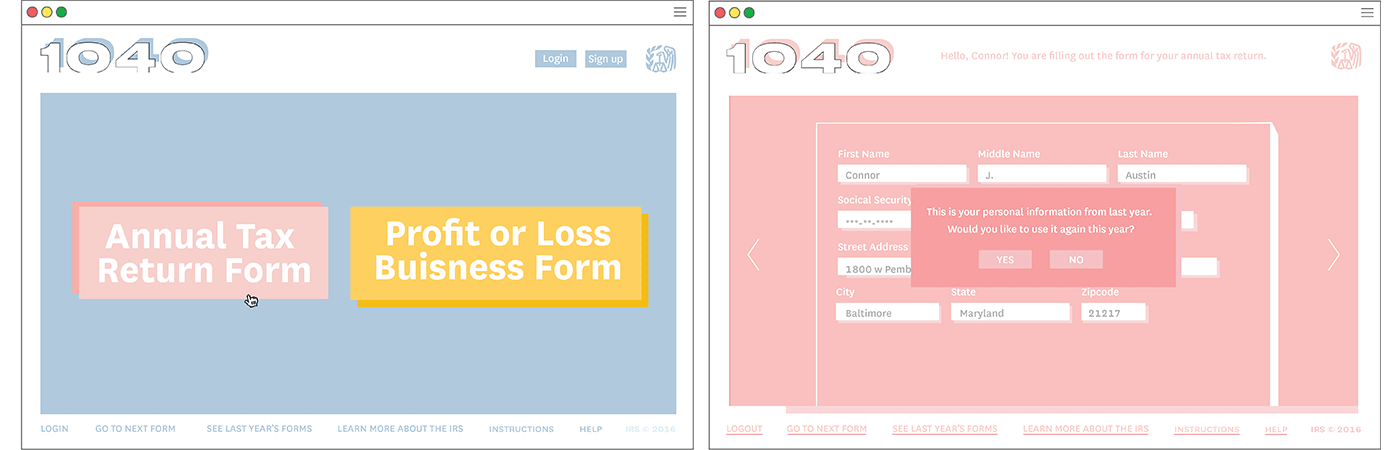 1040
Login
Sign up
Annual Tax
Return Form
Profit or Loss
Buisness Form
LOGIN
GO TO NEXT FORM
SEE LAST YEAR'S FORMS
LEARN MORE ABOUT THE IRS
INSTRUCTIONS
HELP
IRS © 2016
1040
Hello, Connor! You are filling out the form for your annual tax return.
First Name
Middle Name
Last Name
Connor
J.
Austin
Socical Security
***-**-****
Street Address
1800 w Pemb
This is your personal information from last year.
Would you like to use it again this year?
YES
NO
City
State
Zipcode
Baltimore
Maryland
21217
LOGOUT
GO TO NEXT FORM
SEE LAST YEAR'S FORMS
LEARN MORE ABOUT THE IRS
INSTRUCTIONS
HELP
IRS © 2016